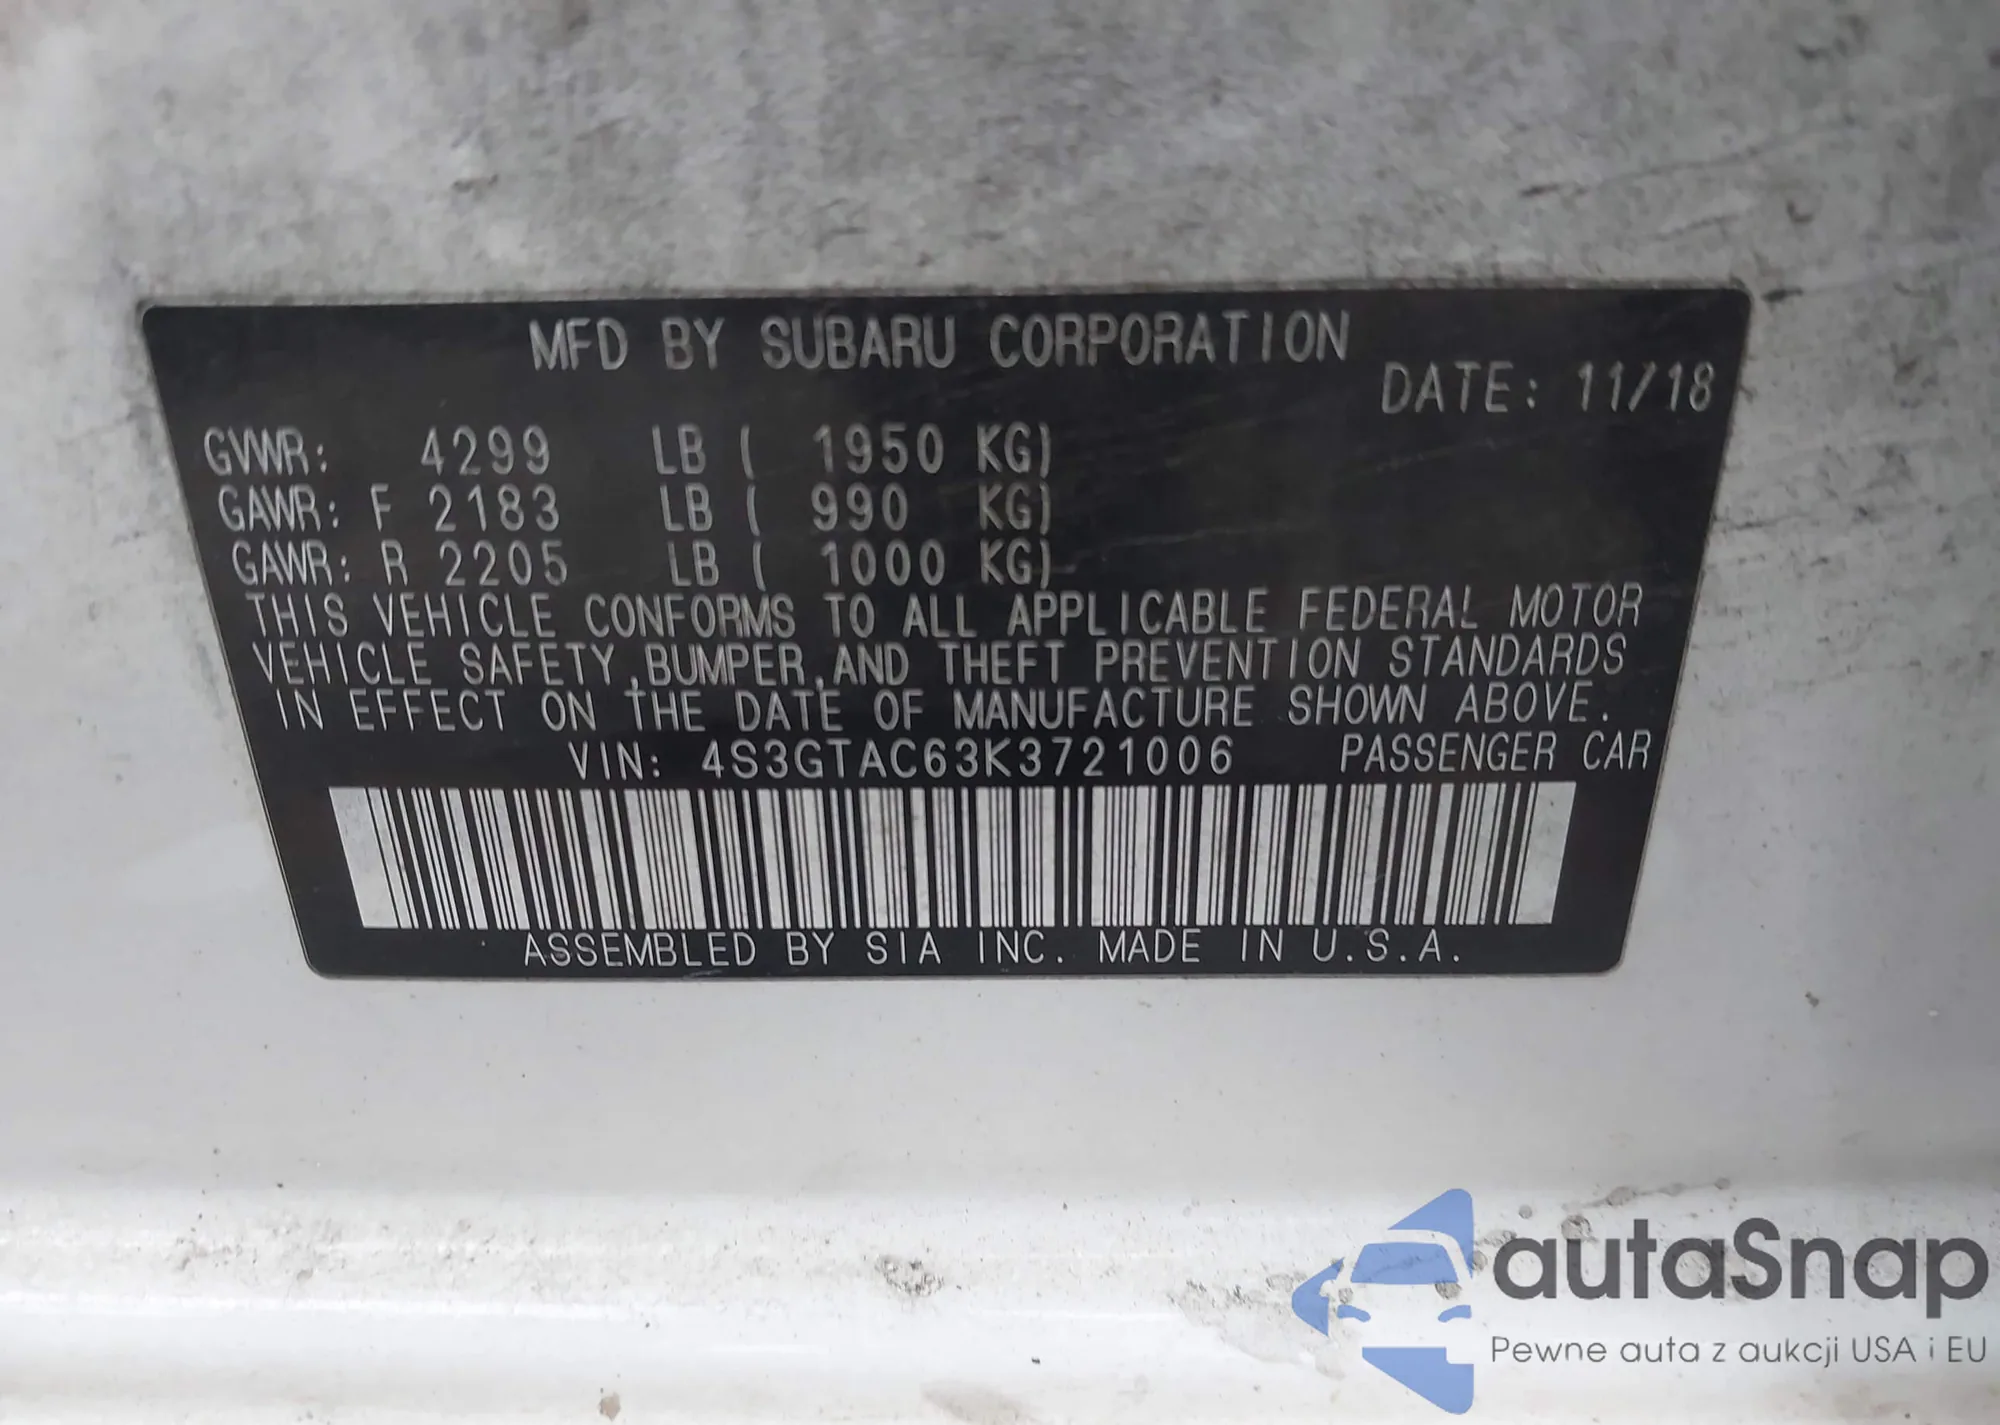 MFD BY SUBARU CORPORATION
DATE: 11/18
GVWR: 4299 LB ( 1950 KG)
GAWR: F 2183 LB ( 990 KG)
GAWR: R 2205 LB ( 1000 KG)
THIS VEHICLE CONFORMS TO ALL APPLICABLE FEDERAL MOTOR
VEHICLE SAFETY,BUMPER,AND THEFT PREVENTION STANDARDS
IN EFFECT ON THE DATE OF MANUFACTURE SHOWN ABOVE.
VIN: 4S3GTAC63K3721006 PASSENGER CAR
ASSEMBLED BY SIA INC. MADE IN U.S.A.
autaSnap
Pewne auta z aukcji USA i EU